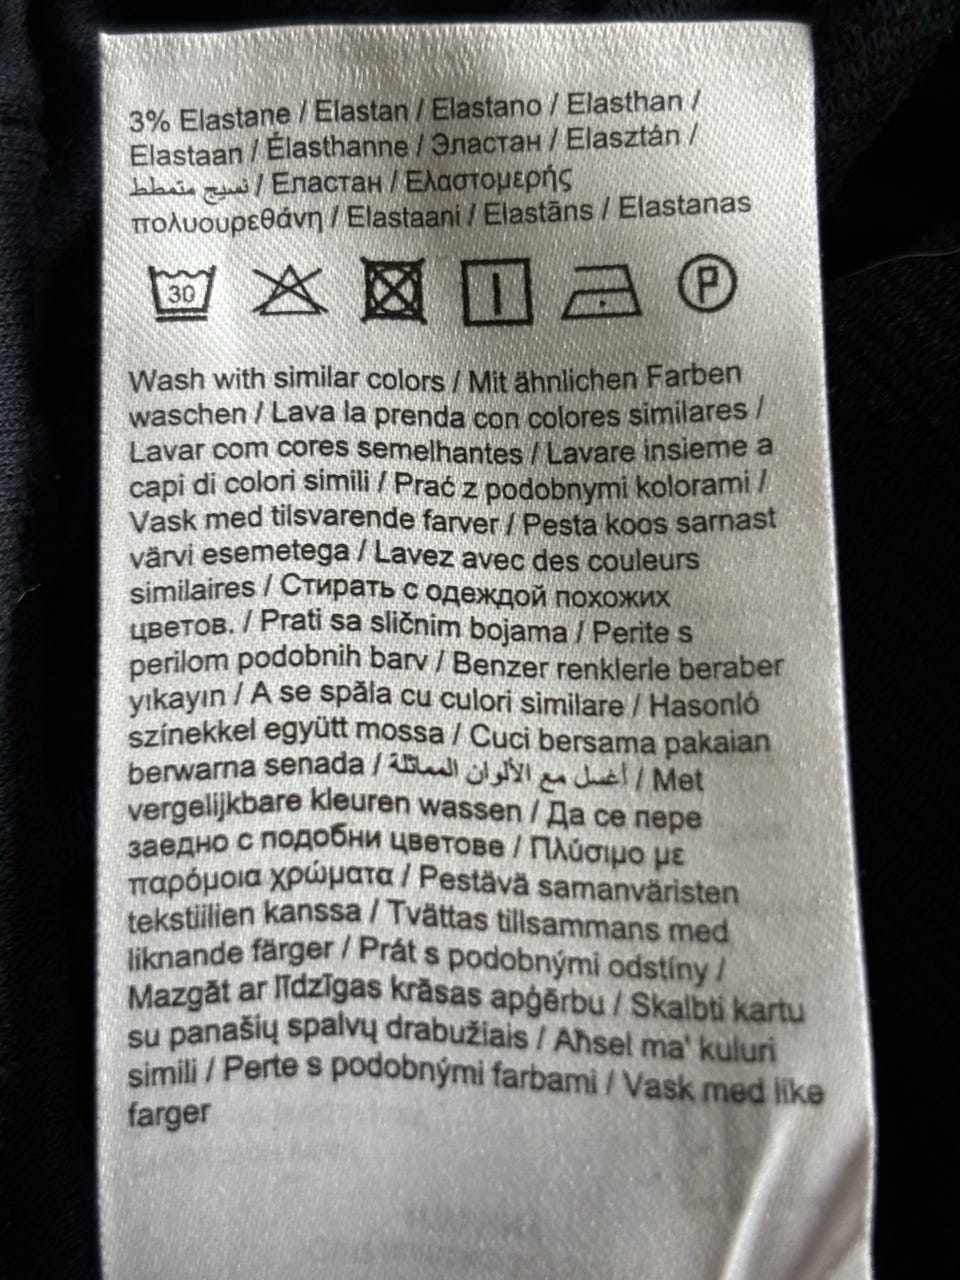 3% Elastane / Elastan / Elastano / Elasthan /
Elastaan / Élasthanne / Эластан / Elasztán /
نسيج متمطط / Еластан / Ελαστομερής
πολυουρεθάνη / Elastaani / Elastāns / Elastanas
30 P
Wash with similar colors / Mit ähnlichen Farben
waschen / Lava la prenda con colores similares /
Lavar com cores semelhantes / Lavare insieme a
capi di colori simili / Prać z podobnymi kolorami /
Vask med tilsvarende farver / Pesta koos sarnast
värvi esemetega / Lavez avec des couleurs
similaires / Стирать с одеждой похожих
цветов. / Prati sa sličnim bojama / Perite s
perilom podobnih barv / Benzer renklerle beraber
yıkayın / A se spăla cu culori similare / Hasonló
színekkel együtt mossa / Cuci bersama pakaian
berwarna senada / أغسل مع الألوان المماثلة / Met
vergelijkbare kleuren wassen / Да се пере
заедно с подобни цветове / Πλύσιμο με
παρόμοια χρώματα / Pestävä samanväristen
tekstiilien kanssa / Tvättas tillsammans med
liknande färger / Prát s podobnými odstíny /
Mazgāt ar līdzīgas krāsas apģērbu / Skalbti kartu
su panašių spalvų drabužiais / Aħsel ma' kuluri
simili / Perte s podobnými farbami / Vask med like
farger